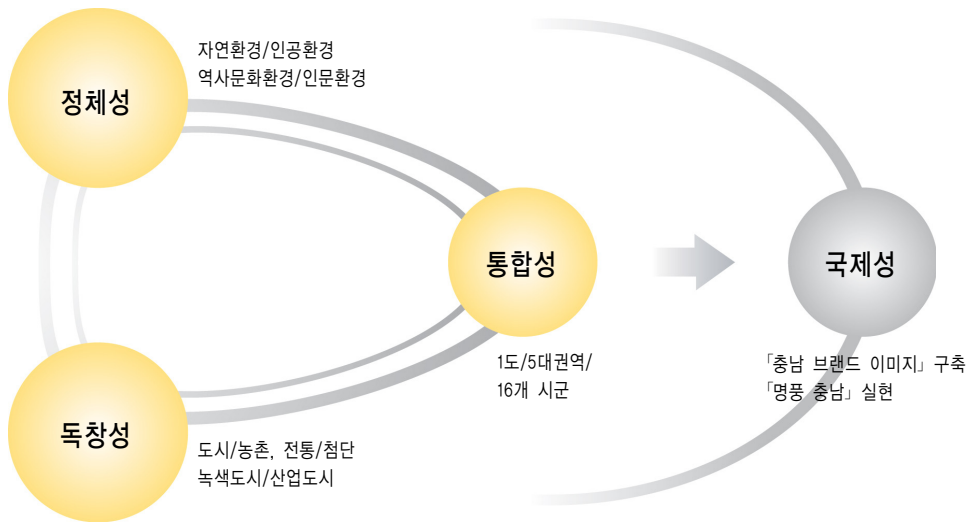 자연환경/인공환경
역사문화환경/인문환경
정체성
통합성
국제성
1도/5대권역/
16개 시군
「충남 브랜드 이미지」 구축
「명품 충남」 실현
독창성
도시/농촌, 전통/첨단
녹색도시/산업도시